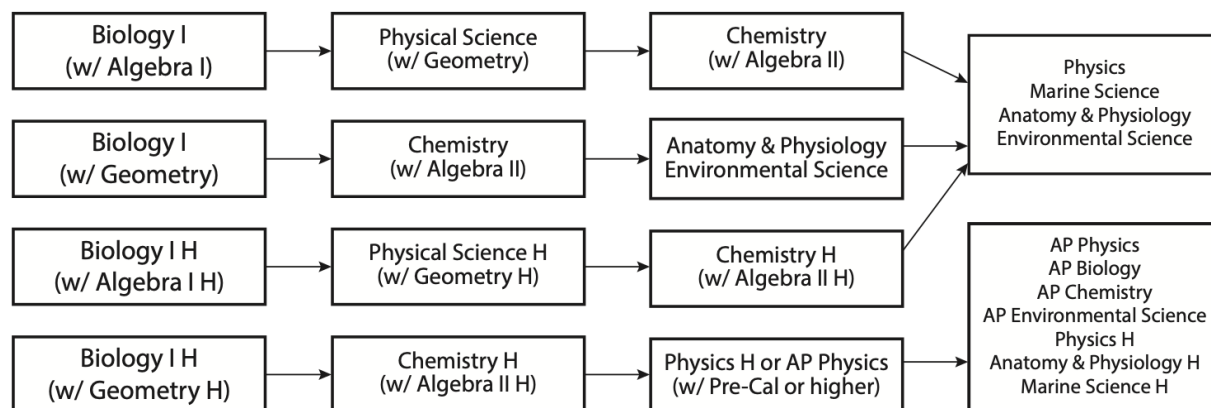 Biology I
(w/ Algebra I)
Physical Science
(w/ Geometry)
Chemistry
(w/ Algebra II)
Physics
Marine Science
Anatomy & Physiology
Environmental Science
Biology I
(w/ Geometry)
Chemistry
(w/ Algebra II)
Anatomy & Physiology
Environmental Science
Biology I H
(w/ Algebra I H)
Physical Science H
(w/ Geometry H)
Chemistry H
(w/ Algebra II H)
Biology I H
(w/ Geometry H)
Chemistry H
(w/ Algebra II H)
Physics H or AP Physics
(w/ Pre-Cal or higher)
AP Physics
AP Biology
AP Chemistry
AP Environmental Science
Physics H
Anatomy & Physiology H
Marine Science H